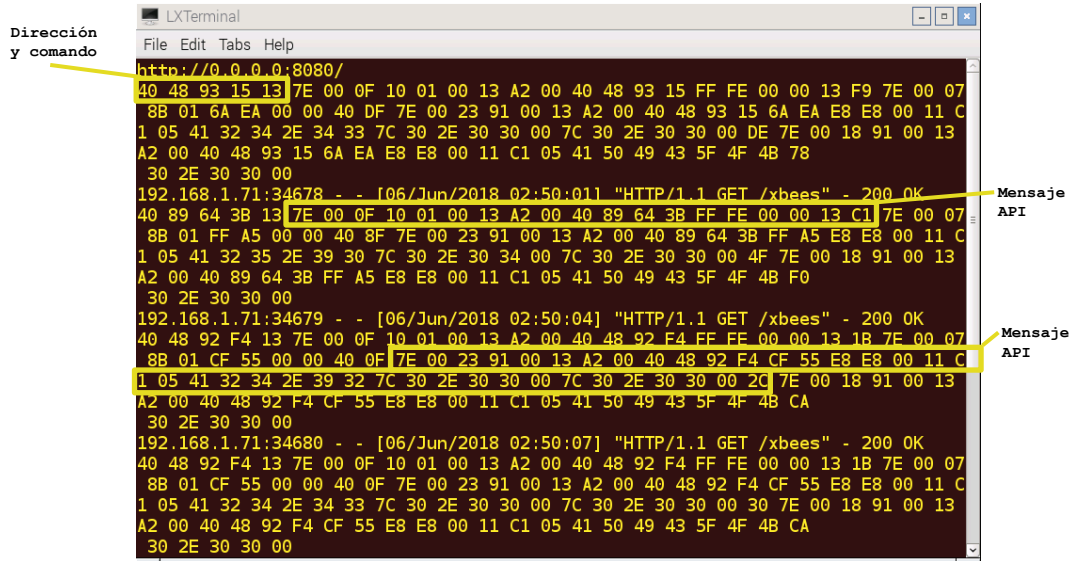 LXTerminal
File Edit Tabs Help
Dirección
y comando
http://0.0.0.0:8080/
40 48 93 15 13 7E 00 0F 10 01 00 13 A2 00 40 48 93 15 FF FE 00 00 13 F9 7E 00 07
8B 01 6A EA 00 00 40 DF 7E 00 23 91 00 13 A2 00 40 48 93 15 6A EA E8 E8 00 11 C
1 05 41 32 34 2E 34 33 7C 30 2E 30 30 00 7C 30 2E 30 30 00 DE 7E 00 18 91 00 13
A2 00 40 48 93 15 6A EA E8 E8 00 11 C1 05 41 50 49 43 5F 4F 4B 78
30 2E 30 30 00
192.168.1.71:34678 - - [06/Jun/2018 02:50:01] "HTTP/1.1 GET /xbees" - 200 OK
40 89 64 3B 13 7E 00 0F 10 01 00 13 A2 00 40 89 64 3B FF FE 00 00 13 C1 7E 00 07
Mensaje
API
8B 01 FF A5 00 00 40 8F 7E 00 23 91 00 13 A2 00 40 89 64 3B FF A5 E8 E8 00 11 C
1 05 41 32 35 2E 39 30 7C 30 2E 30 34 00 7C 30 2E 30 30 00 4F 7E 00 18 91 00 13
A2 00 40 89 64 3B FF A5 E8 E8 00 11 C1 05 41 50 49 43 5F 4F 4B F0
30 2E 30 30 00
192.168.1.71:34679 - - [06/Jun/2018 02:50:04] "HTTP/1.1 GET /xbees" - 200 OK
40 48 92 F4 13 7E 00 0F 10 01 00 13 A2 00 40 48 92 F4 FF FE 00 00 13 1B 7E 00 07
Mensaje
API
8B 01 CF 55 00 00 40 0F 7E 00 23 91 00 13 A2 00 40 48 92 F4 CF 55 E8 E8 00 11 C
1 05 41 32 34 2E 39 32 7C 30 2E 30 30 00 7C 30 2E 30 30 00 2C 7E 00 18 91 00 13
A2 00 40 48 92 F4 CF 55 E8 E8 00 11 C1 05 41 50 49 43 5F 4F 4B CA
30 2E 30 30 00
192.168.1.71:34680 - - [06/Jun/2018 02:50:07] "HTTP/1.1 GET /xbees" - 200 OK
40 48 92 F4 13 7E 00 0F 10 01 00 13 A2 00 40 48 92 F4 FF FE 00 00 13 1B 7E 00 07
8B 01 CF 55 00 00 40 0F 7E 00 23 91 00 13 A2 00 40 48 92 F4 CF 55 E8 E8 00 11 C
1 05 41 32 34 2E 34 33 7C 30 2E 30 30 00 7C 30 2E 30 30 00 30 7E 00 18 91 00 13
A2 00 40 48 92 F4 CF 55 E8 E8 00 11 C1 05 41 50 49 43 5F 4F 4B CA
30 2E 30 30 00